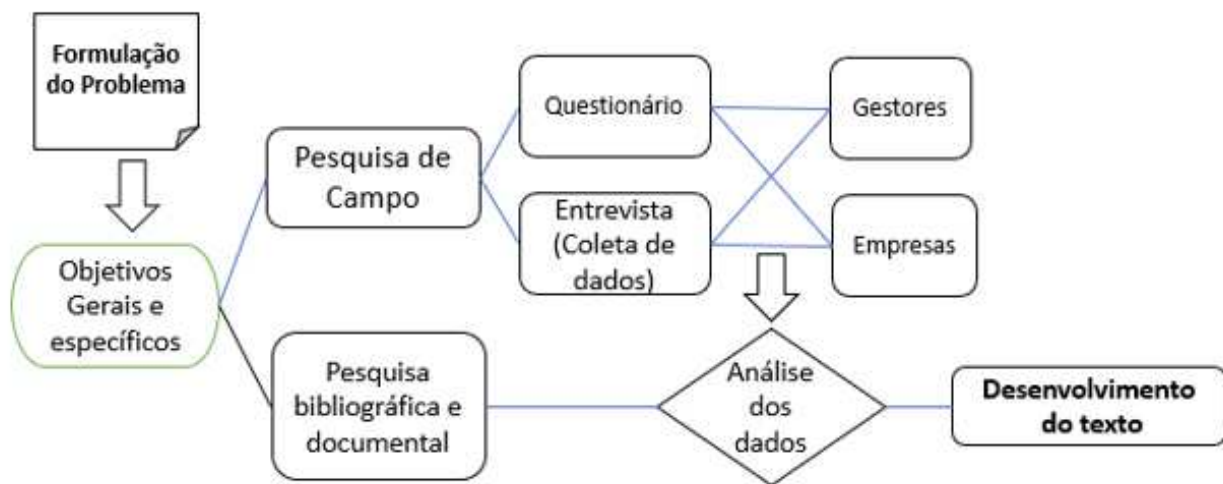 Formulação
do Problema
Objetivos
Gerais e
específicos
Pesquisa de
Campo
Pesquisa
bibliográfica e
documental
Questionário
Entrevista
(Coleta de
dados)
Gestores
Empresas
Análise
dos
dados
Desenvolvimento
do texto